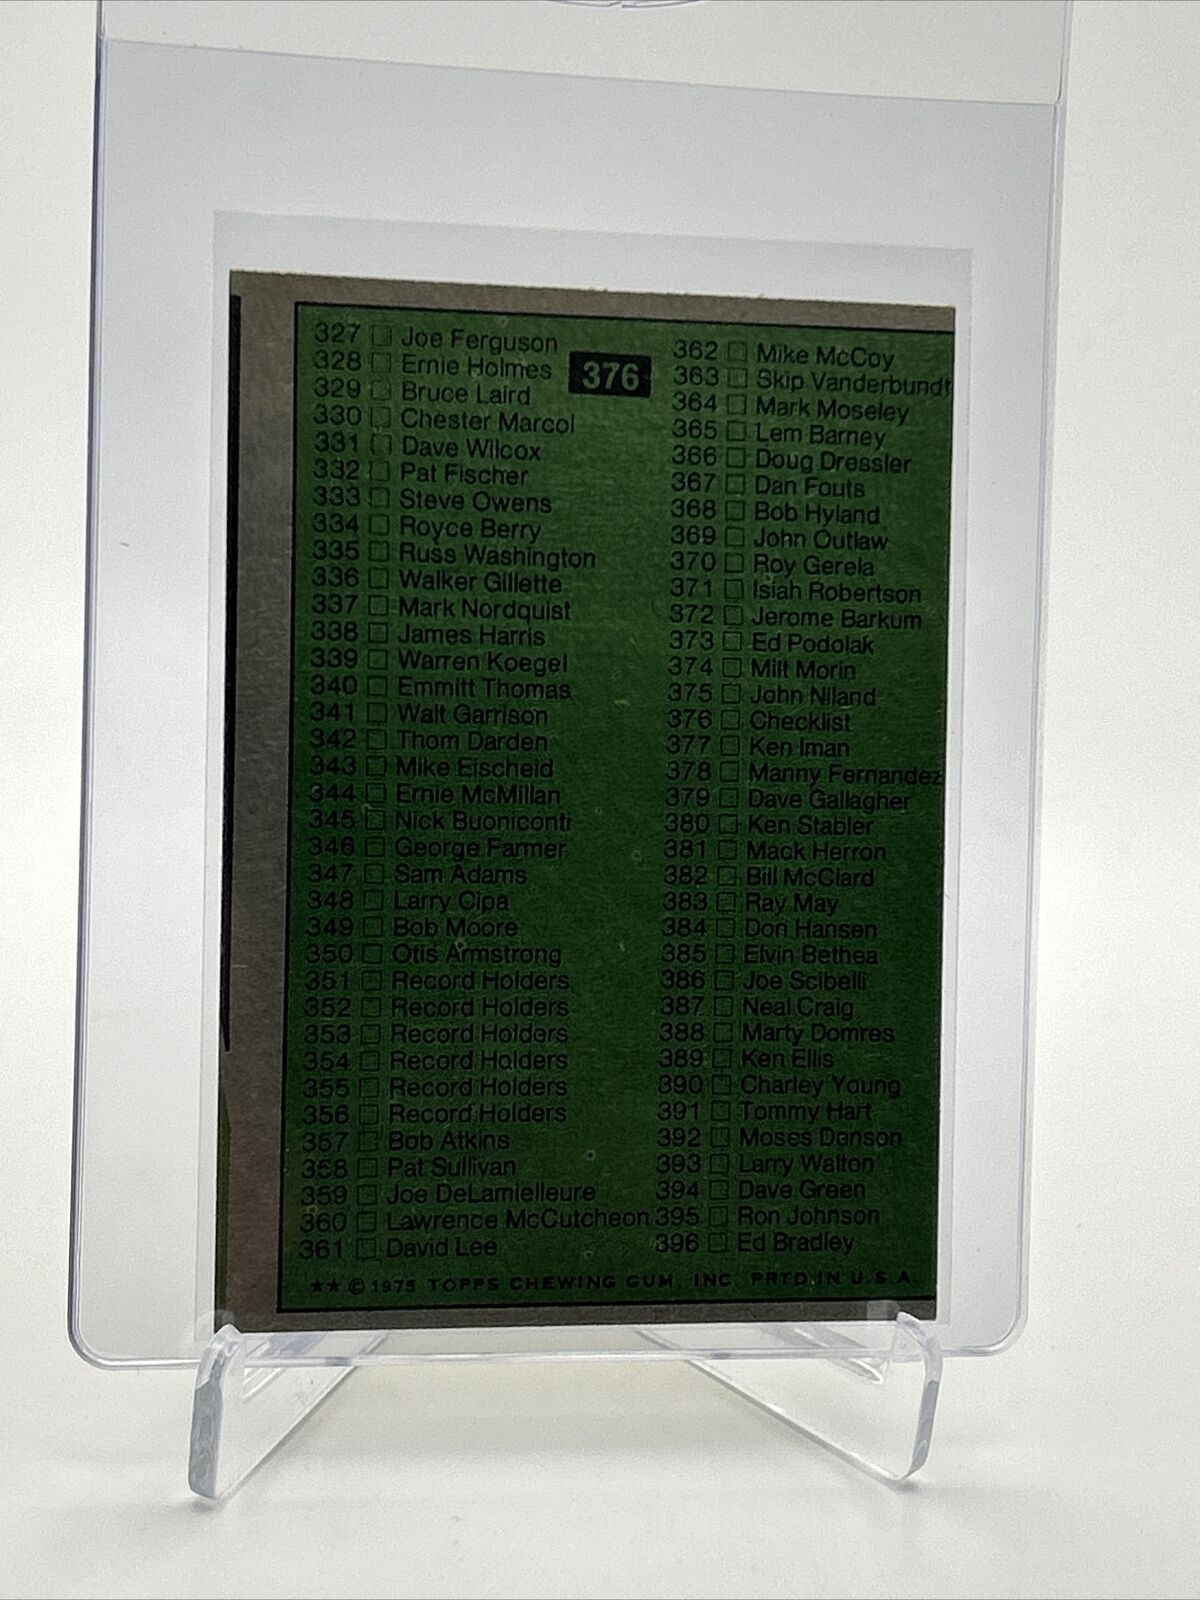 376
327 Joe Ferguson
328 Ernie Holmes
329 Bruce Laird
330 Chester Marcol
331 Dave Wilcox
332 Pat Fischer
333 Steve Owens
334 Royce Berry
335 Russ Washington
336 Walker Gillette
337 Mark Nordquist
338 James Harris
339 Warren Koegel
340 Emmitt Thomas
341 Walt Garrison
342 Thom Darden
343 Mike Eischeid
344 Ernie McMillan
345 Nick Buoniconti
346 George Farmer
347 Sam Adams
348 Larry Cipa
349 Bob Moore
350 Otis Armstrong
351 Record Holders
352 Record Holders
353 Record Holders
354 Record Holders
355 Record Holders
356 Record Holders
357 Bob Atkins
358 Pat Sullivan
359 Joe DeLamielleure
360 Lawrence McCutcheon
361 David Lee
362 Mike McCoy
363 Skip Vanderbundt
364 Mark Moseley
365 Lem Barney
366 Doug Dressler
367 Dan Fouts
368 Bob Hyland
369 John Outlaw
370 Roy Gerela
371 Isiah Robertson
372 Jerome Barkum
373 Ed Podolak
374 Milt Morin
375 John Niland
376 Checklist
377 Ken Iman
378 Manny Fernandez
379 Dave Gallagher
380 Ken Stabler
381 Mack Herron
382 Bill McClard
383 Ray May
384 Don Hansen
385 Elvin Bethea
386 Joe Scibelli
387 Neal Craig
388 Marty Domres
389 Ken Ellis
390 Charley Young
391 Tommy Hart
392 Moses Denson
393 Larry Walton
394 Dave Green
395 Ron Johnson
396 Ed Bradley
★★ © 1975 TOPPS CHEWING GUM, INC. PRTD. IN U.S.A.